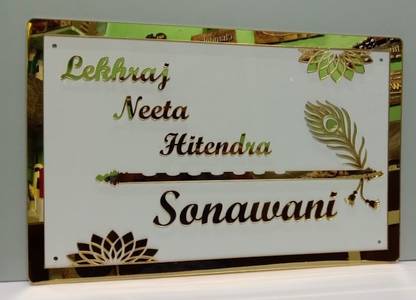 Lekhraj
Neeta
Hitendra
Sonawani